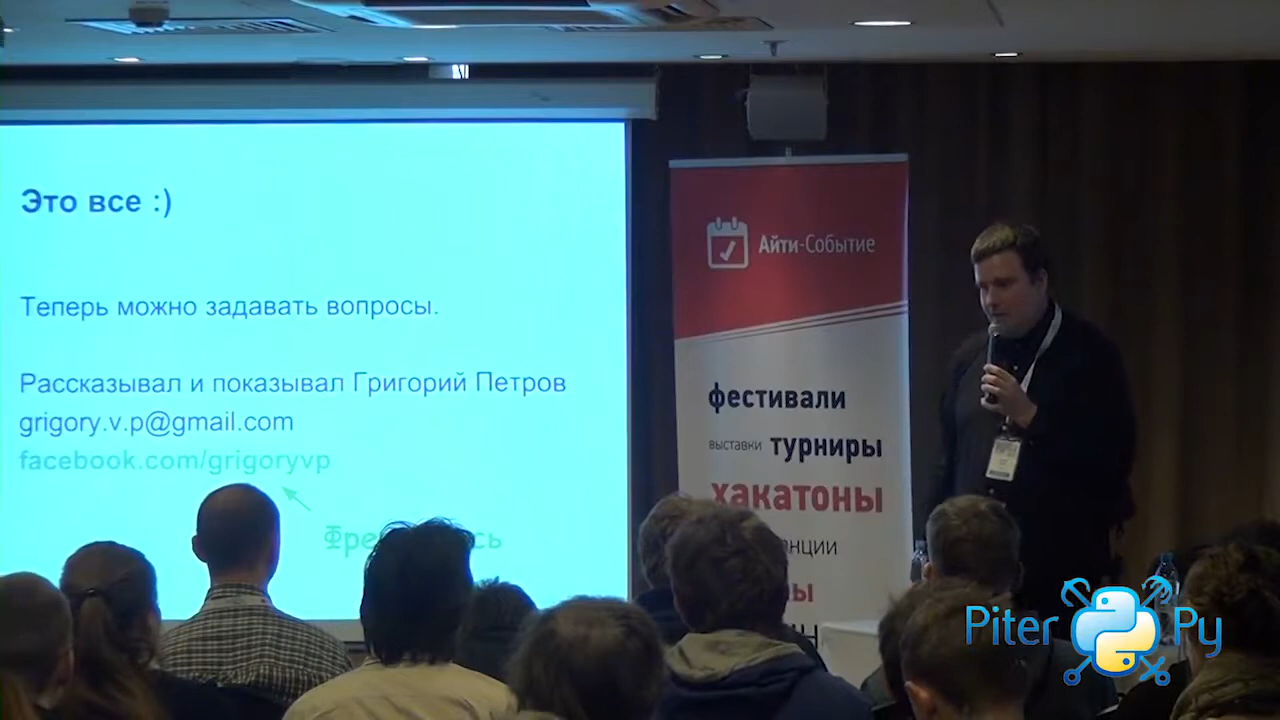 Это все :)
Теперь можно задавать вопросы.
Рассказывал и показывал Григорий Петров
grigory.v.p@gmail.com
facebook.com/grigoryvp
Айти-Событие
фестивали
выставки турниры
хакатоны
Piter Py